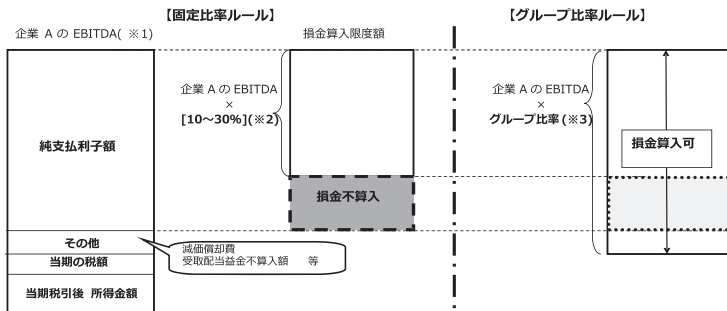 【固定比率ルール】
【グループ比率ルール】
企業 A の EBITDA( ※1)
損金算入限度額
企業 A の EBITDA
×
[10～30%](※2)
企業 A の EBITDA
×
グループ比率(※3)
純支払利子額
損金算入可
損金不算入
その他
減価償却費
受取配当益金不算入額 等
当期の税額
当期税引後 所得金額